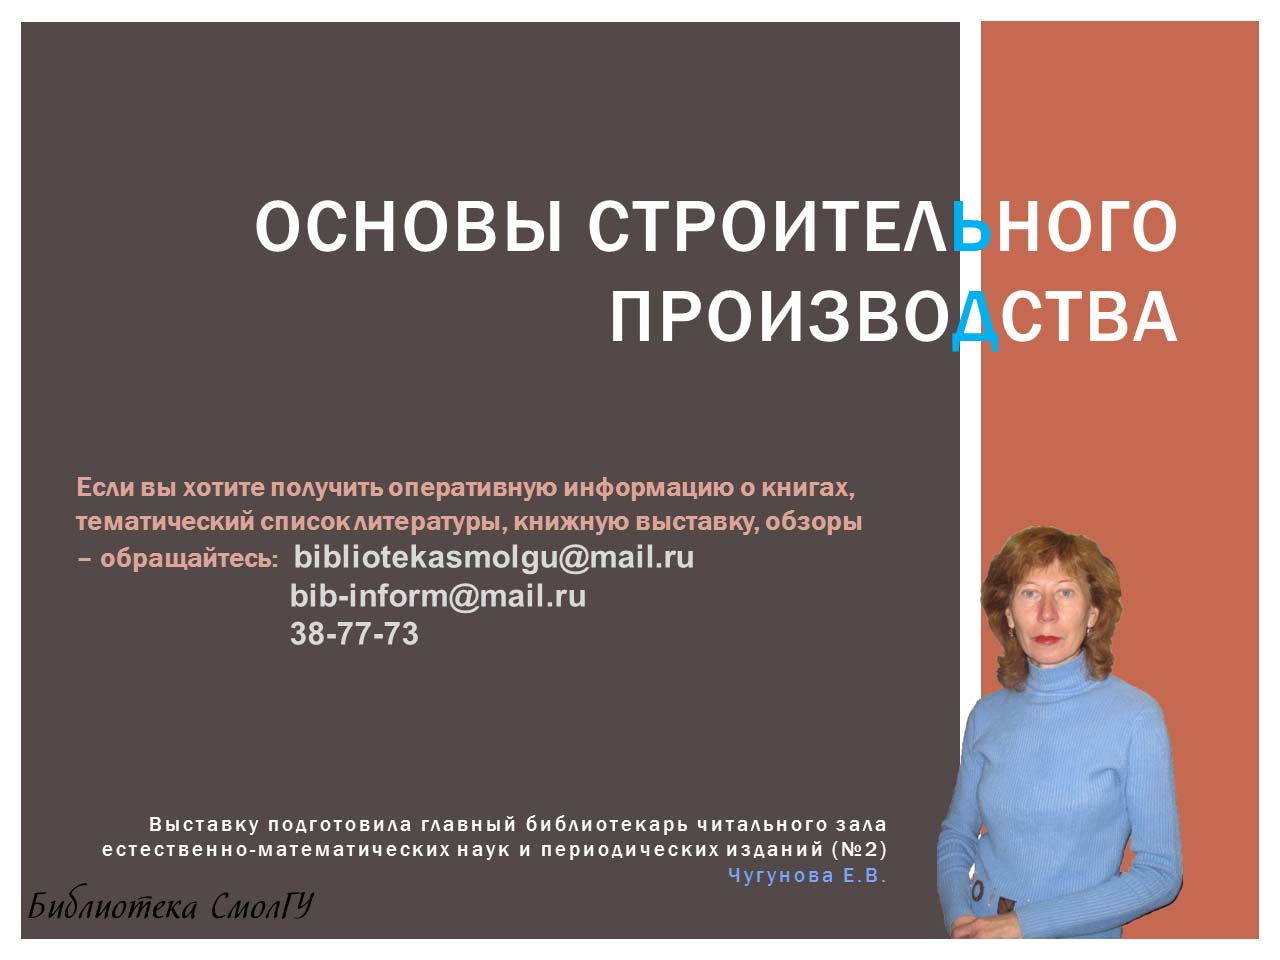 ОСНОВЫ СТРОИТЕЛЬНОГО
ПРОИЗВОДСТВА
Если вы хотите получить оперативную информацию о книгах,
тематический список литературы, книжную выставку, обзоры
– обращайтесь: bibliotekasmolgu@mail.ru
bib-inform@mail.ru
38-77-73
Выставку подготовила главный библиотекарь читального зала
естественно-математических наук и периодических изданий (№2)
Чугунова Е.В.
Библиотека СмолГУ